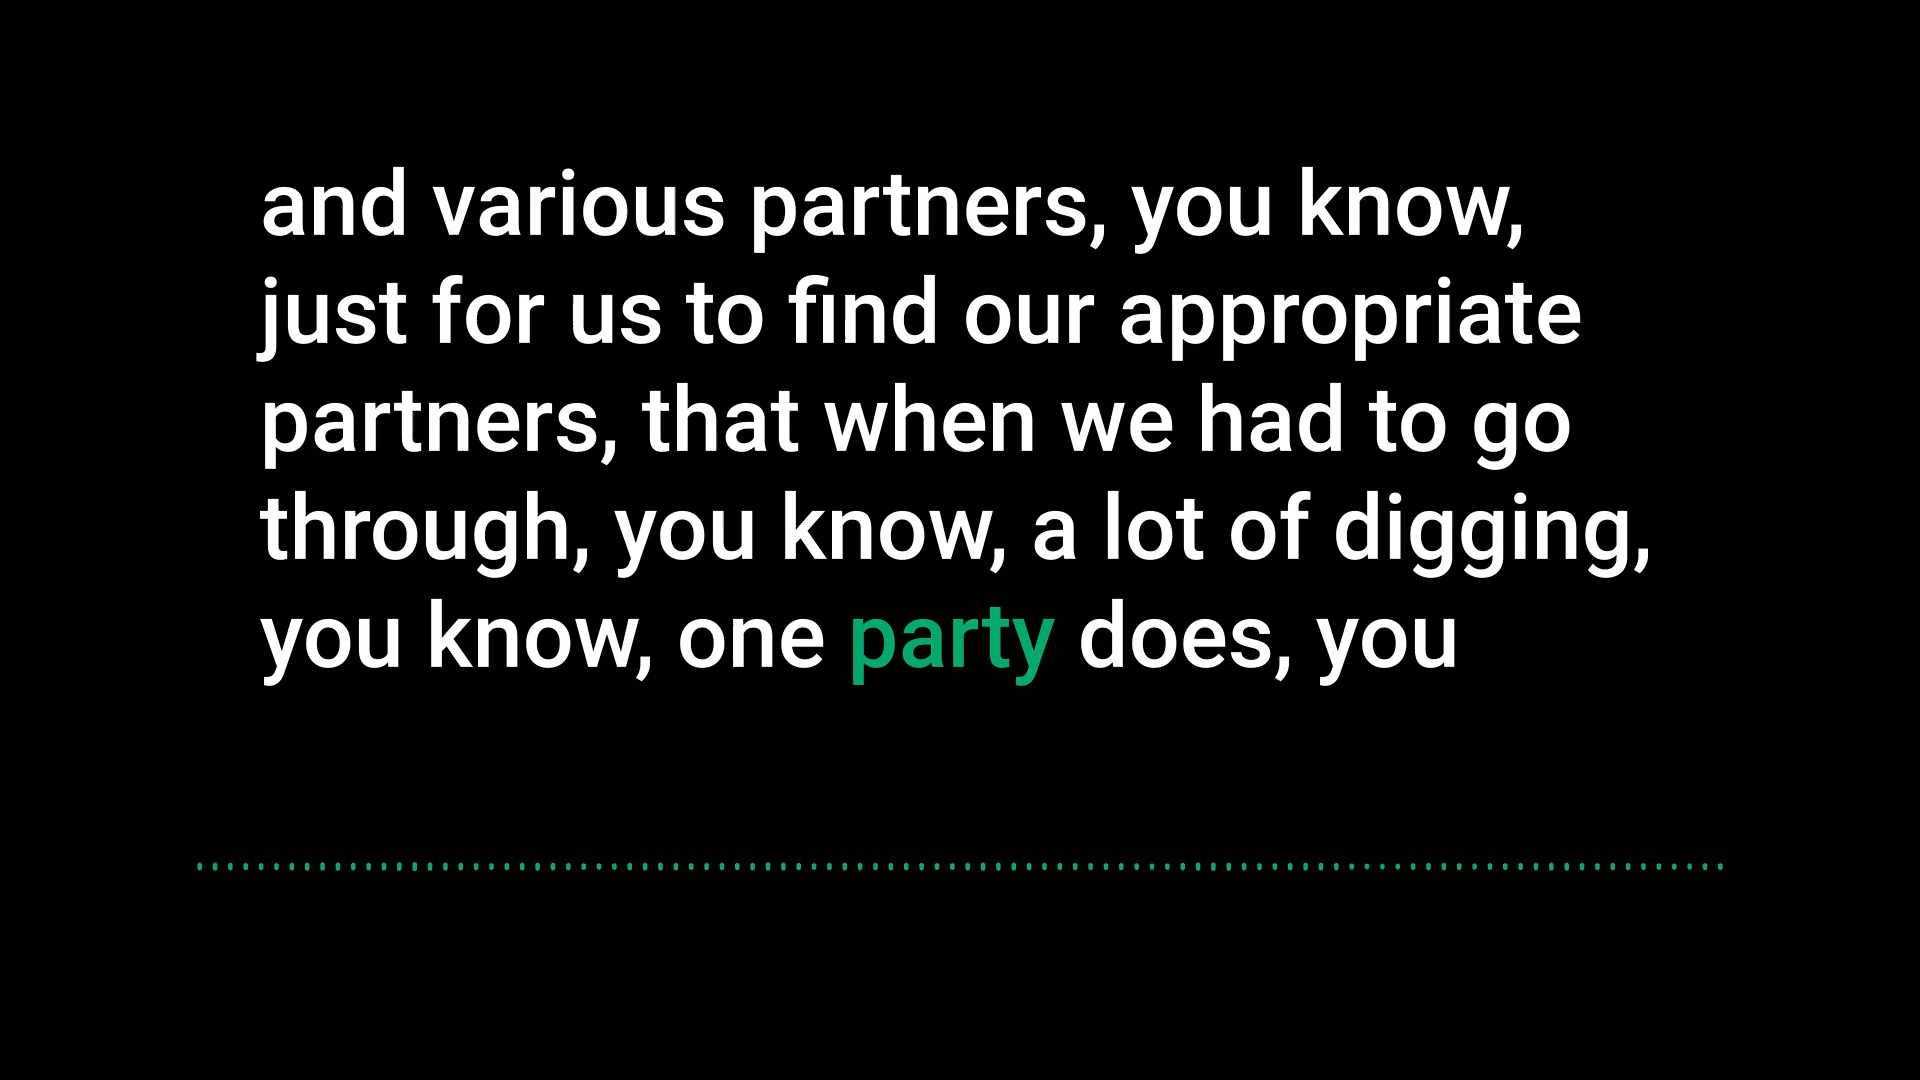 and various partners, you know,
just for us to find our appropriate
partners, that when we had to go
through, you know, a lot of digging,
you know, one party does, you